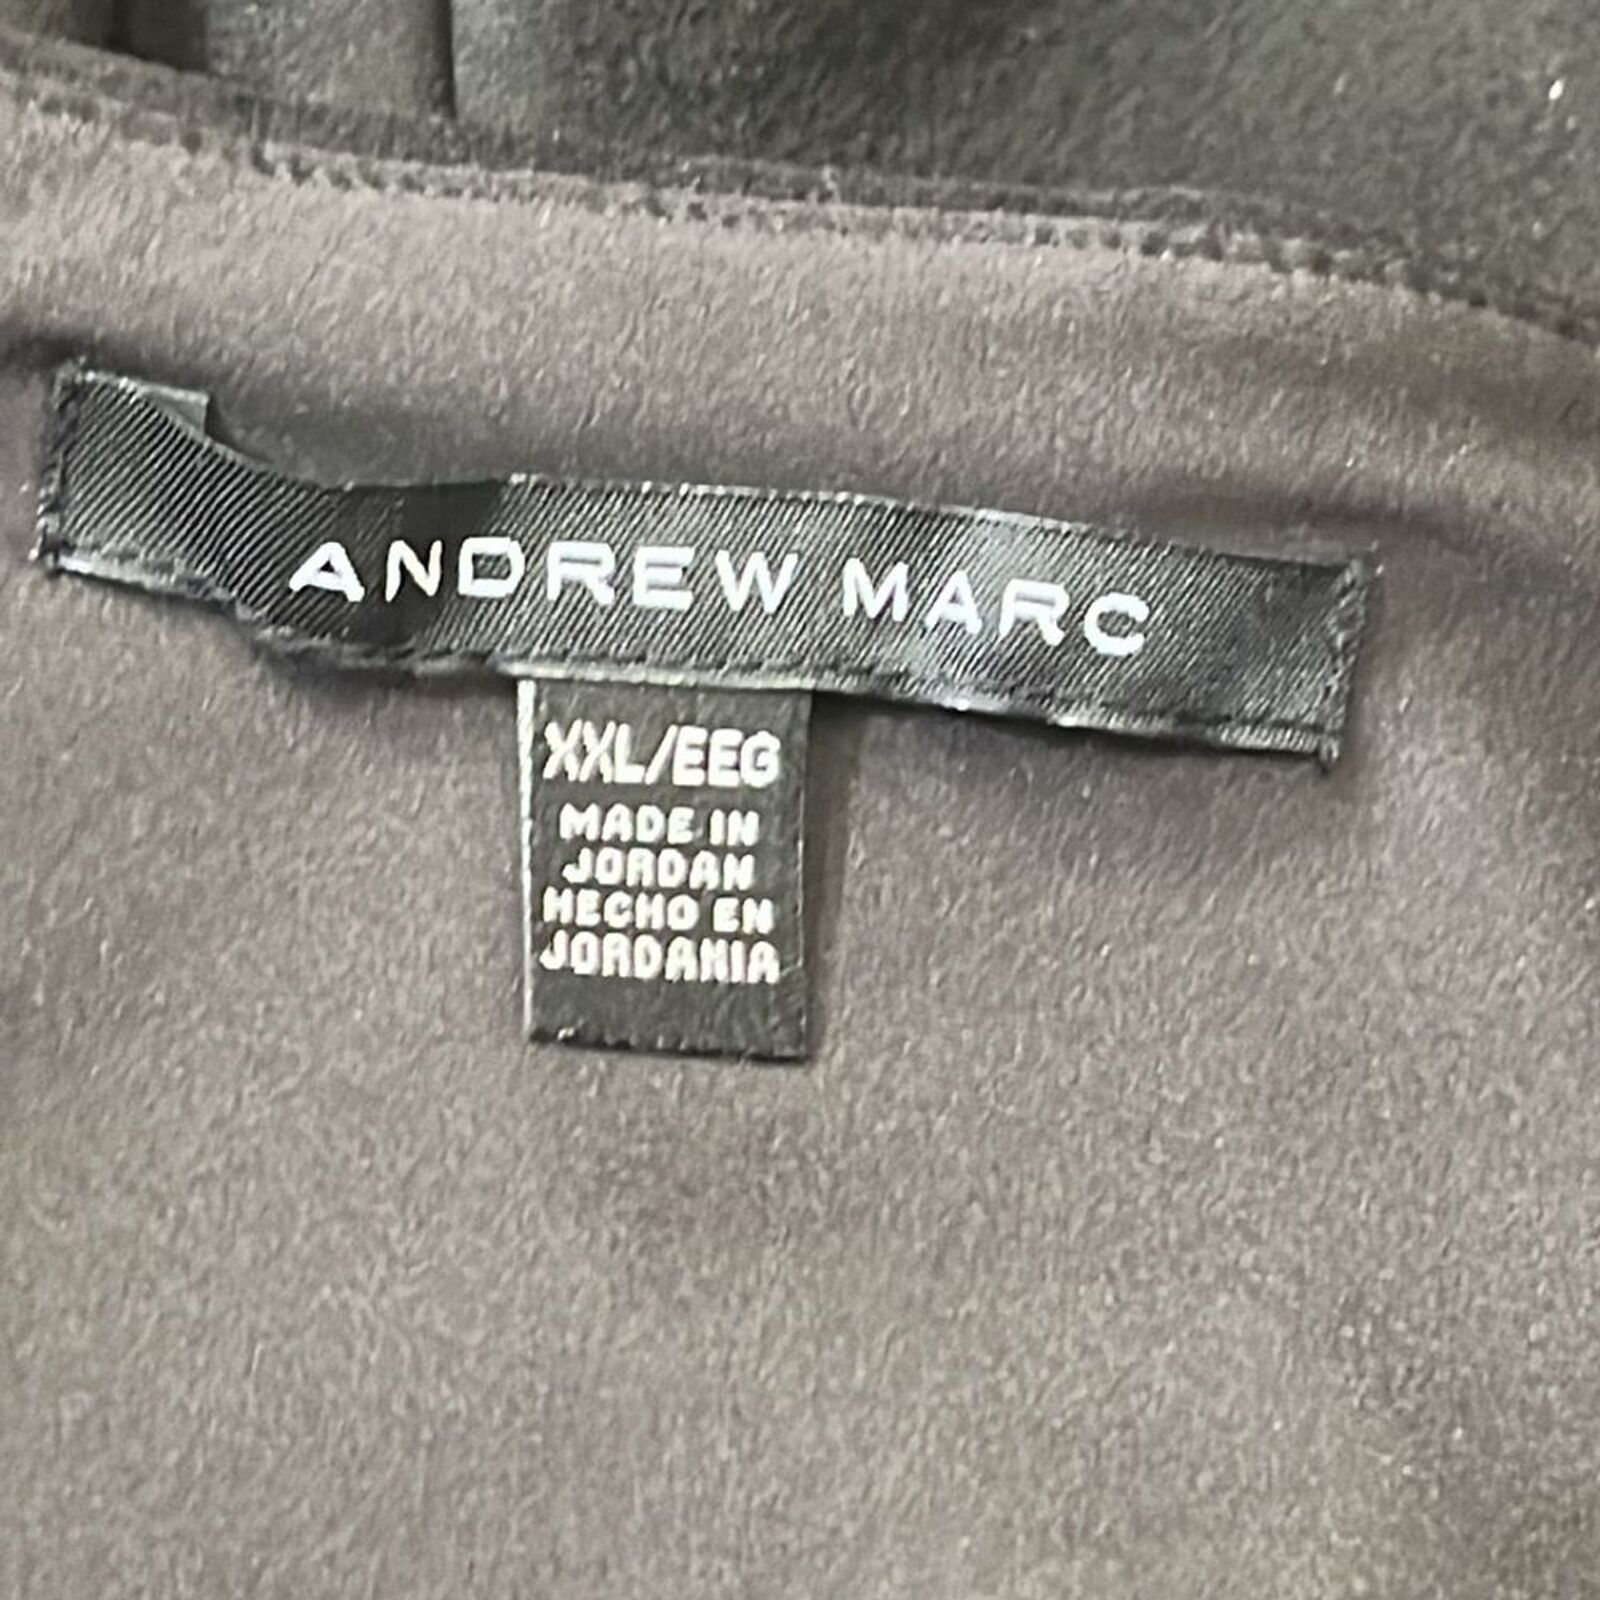 ANDREW MARC
XXL/EEG
MADE IN
JORDAN
HECHO EN
JORDANIA